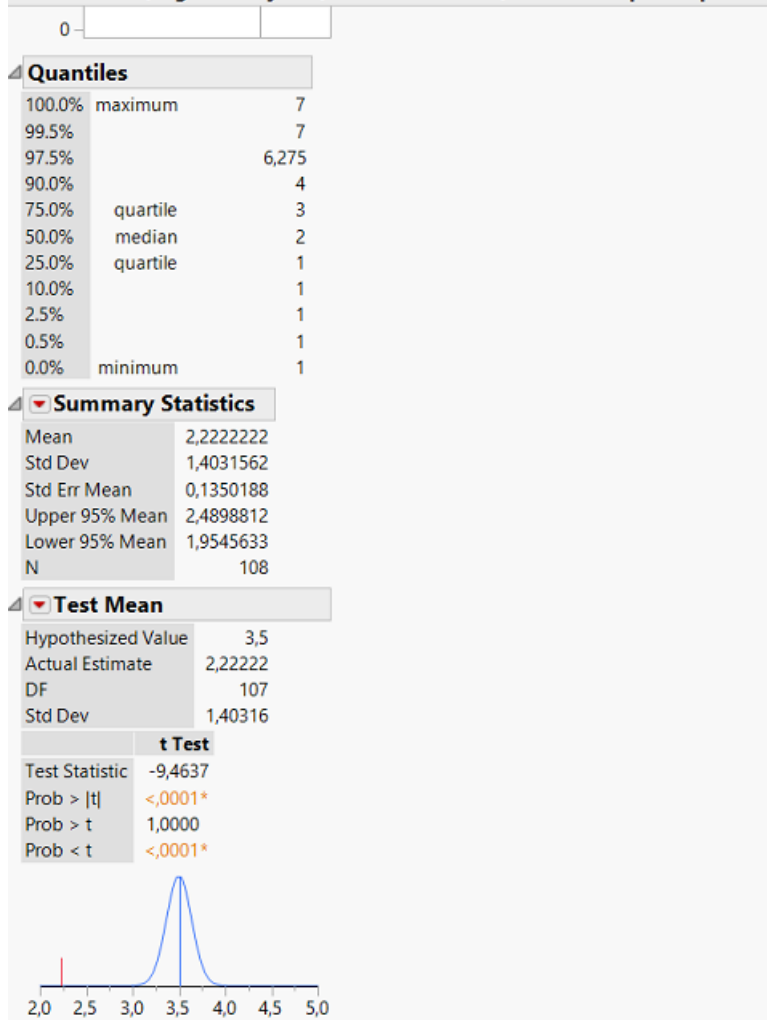 0
Quantiles
100.0% maximum 7
99.5% 7
97.5% 6,275
90.0% 4
75.0% quartile 3
50.0% median 2
25.0% quartile 1
10.0% 1
2.5% 1
0.5% 1
0.0% minimum 1
Summary Statistics
Mean 2,2222222
Std Dev 1,4031562
Std Err Mean 0,1350188
Upper 95% Mean 2,4898812
Lower 95% Mean 1,9545633
N 108
Test Mean
Hypothesized Value 3,5
Actual Estimate 2,22222
DF 107
Std Dev 1,40316
t Test
Test Statistic -9,4637
Prob > |t| <,0001*
Prob > t 1,0000
Prob < t <,0001*
2,0 2,5 3,0 3,5 4,0 4,5 5,0